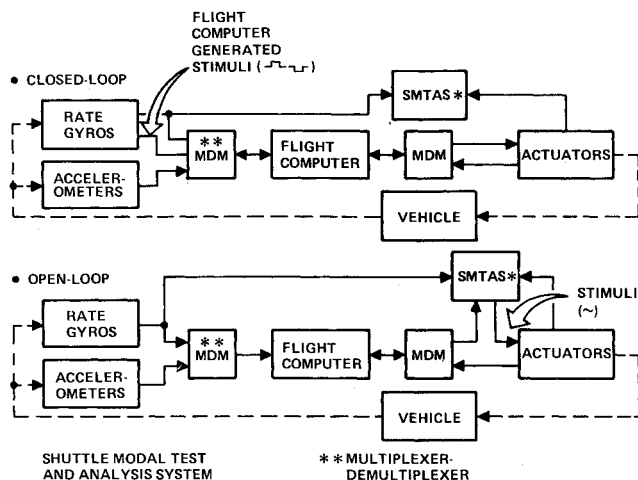 FLIGHT
COMPUTER
GENERATED
STIMULI ( )
• CLOSED-LOOP
SMTAS*
RATE
GYROS
**
MDM
FLIGHT
COMPUTER
MDM
ACTUATORS
ACCELER-
OMETERS
VEHICLE
• OPEN-LOOP
SMTAS*
STIMULI
(~)
RATE
GYROS
**
MDM
FLIGHT
COMPUTER
MDM
ACTUATORS
ACCELER-
OMETERS
VEHICLE
SHUTTLE MODAL TEST
AND ANALYSIS SYSTEM
**MULTIPLEXER-
DEMULTIPLEXER